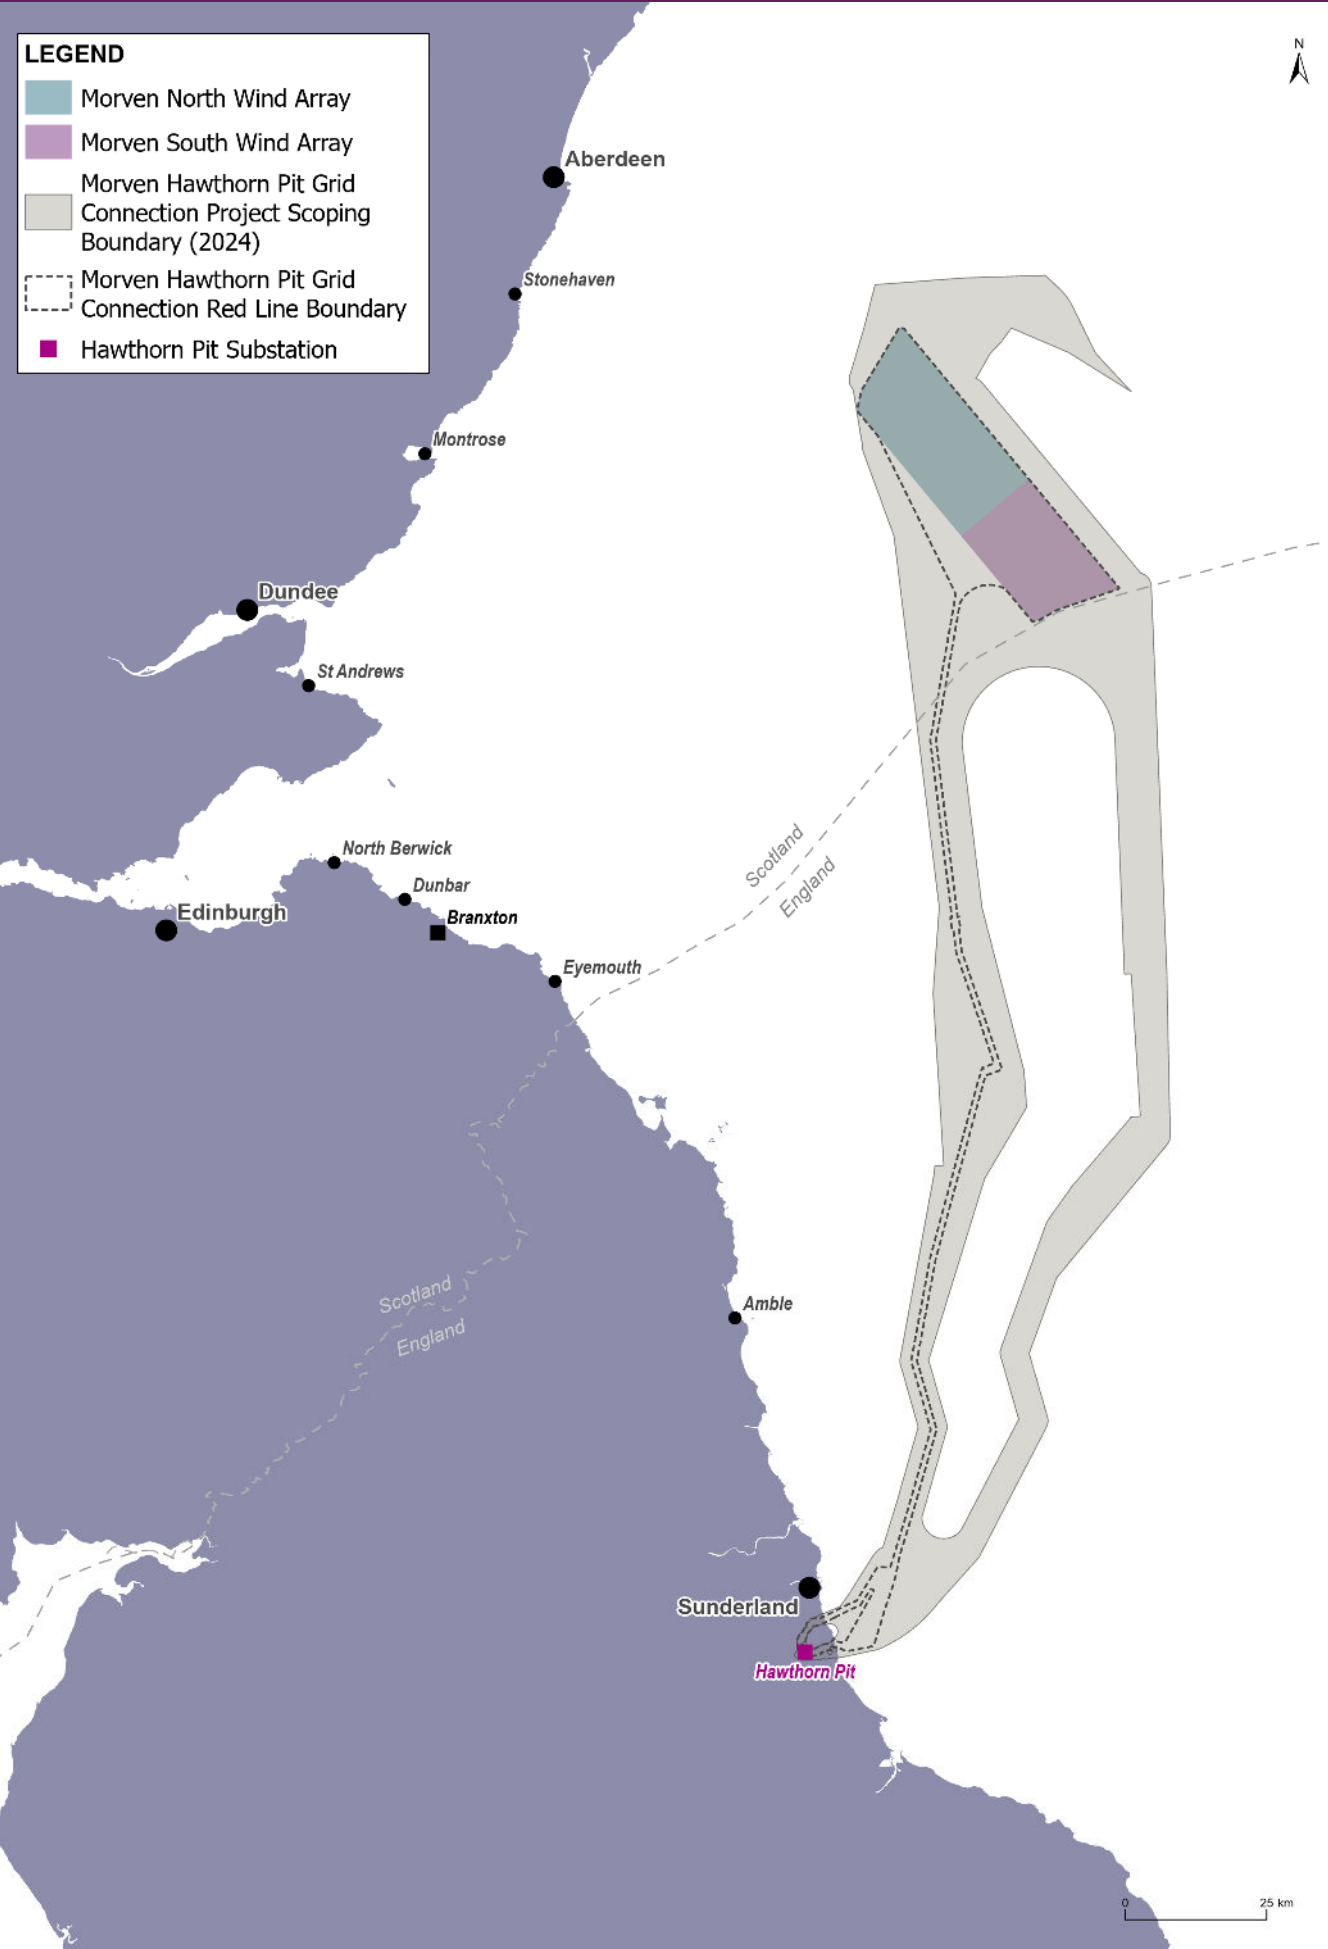 LEGEND
Morven North Wind Array
Morven South Wind Array
Morven Hawthorn Pit Grid
Connection Project Scoping
Boundary (2024)
Morven Hawthorn Pit Grid
Connection Red Line Boundary
Hawthorn Pit Substation
N
Aberdeen
Stonehaven
Montrose
Dundee
St Andrews
North Berwick
Dunbar
Edinburgh
Branxton
Eyemouth
Scotland
England
Scotland
England
Amble
Sunderland
Hawthorn Pit
0 25 km